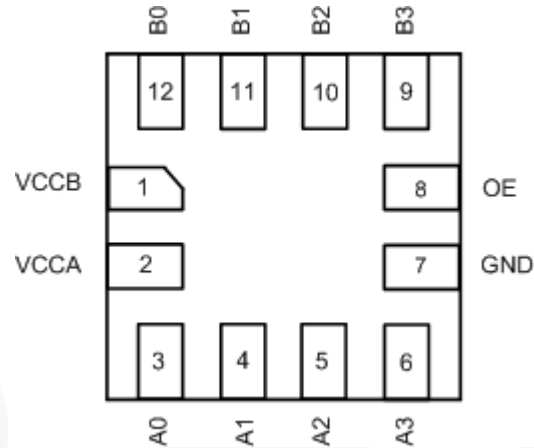 B0 B1 B2 B3
12 11 10 9
VCCB 1 8 OE
VCCA 2 7 GND
3 4 5 6
A0 A1 A2 A3